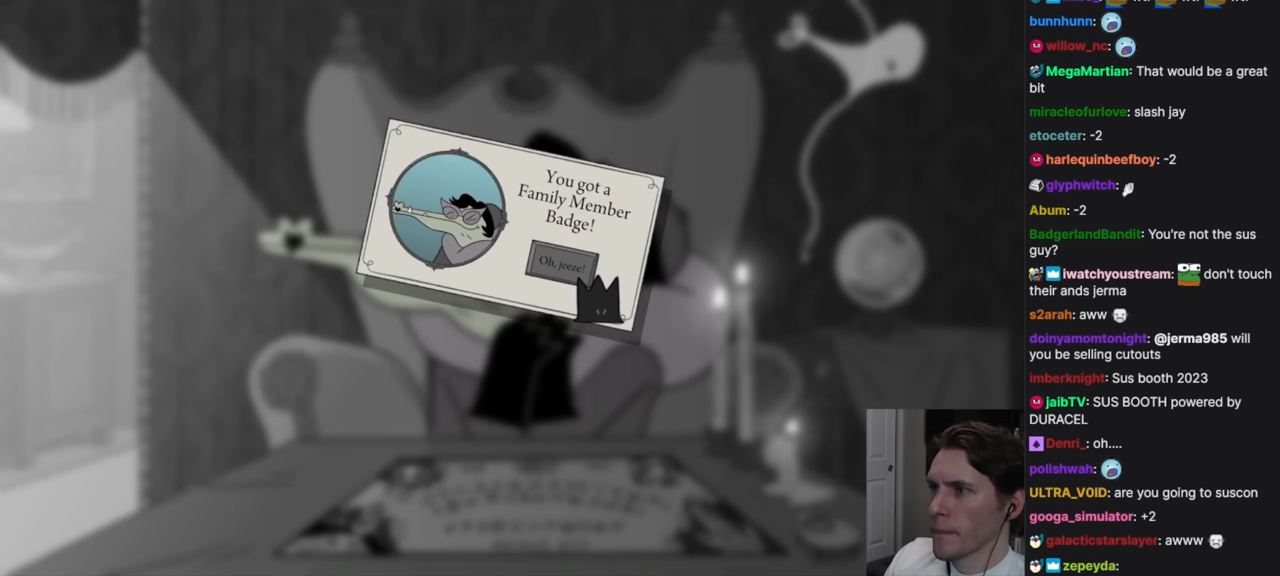 You got a
Family Member
Badge!
Oh, jeeze!
bunnhunn:
willow_nc:
MegaMartian: That would be a great
bit
miracleofurlove: slash jay
etoceter: -2
harlequinbeefboy: -2
glyphwitch:
Abum: -2
BadgerlandBandit: You're not the sus
guy?
iwatchyoustream: don't touch
their ands jerma
s2arah: aww
doinyamomtonight: @jerma985 will
you be selling cutouts
imberknight: Sus booth 2023
jaibTV: SUS BOOTH powered by
DURACEL
Denri_: oh....
polishwah:
ULTRA_V0ID: are you going to suscon
googa_simulator: +2
galacticstarslayer: awww
zepeyda: